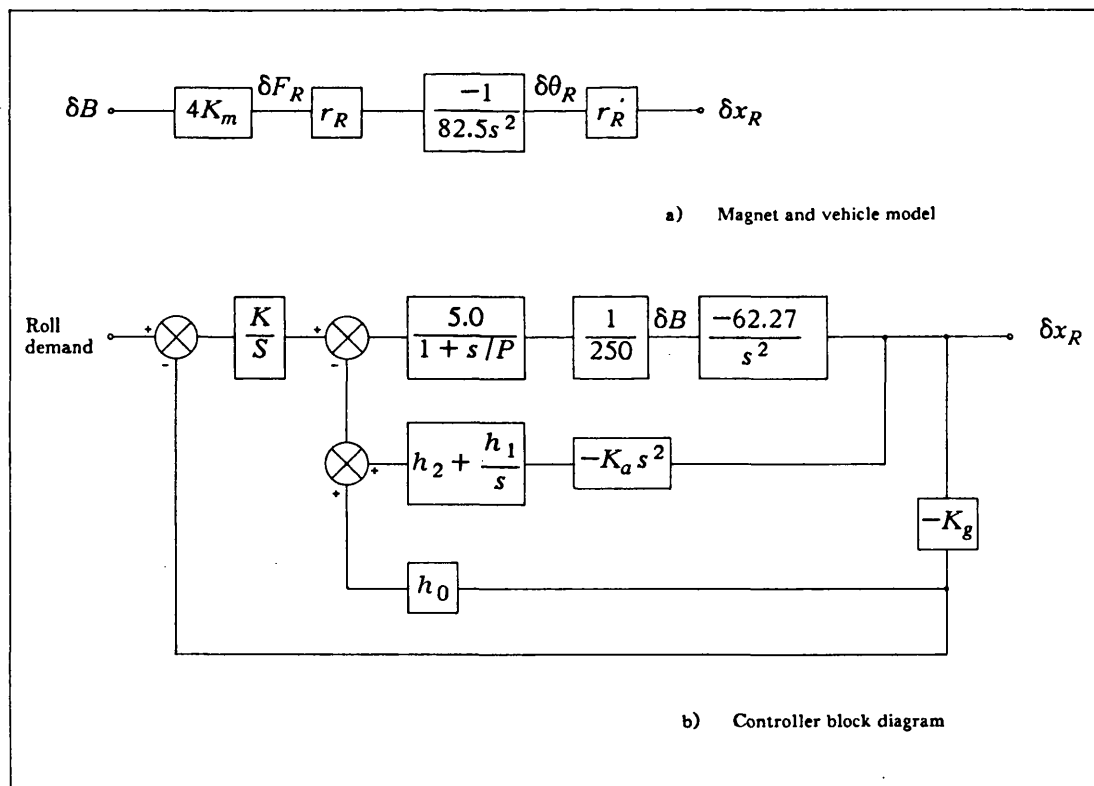 δB 4K_m δF_R r_R -1/82.5s² δθ_R r_R˙ δx_R
a) Magnet and vehicle model
Roll
demand
+ - K/S + - 5.0/1 + s/P 1/250 δB -62.27/s² δx_R
+ + h_2 + h_1/s -K_a s²
-K_g
h_0
b) Controller block diagram